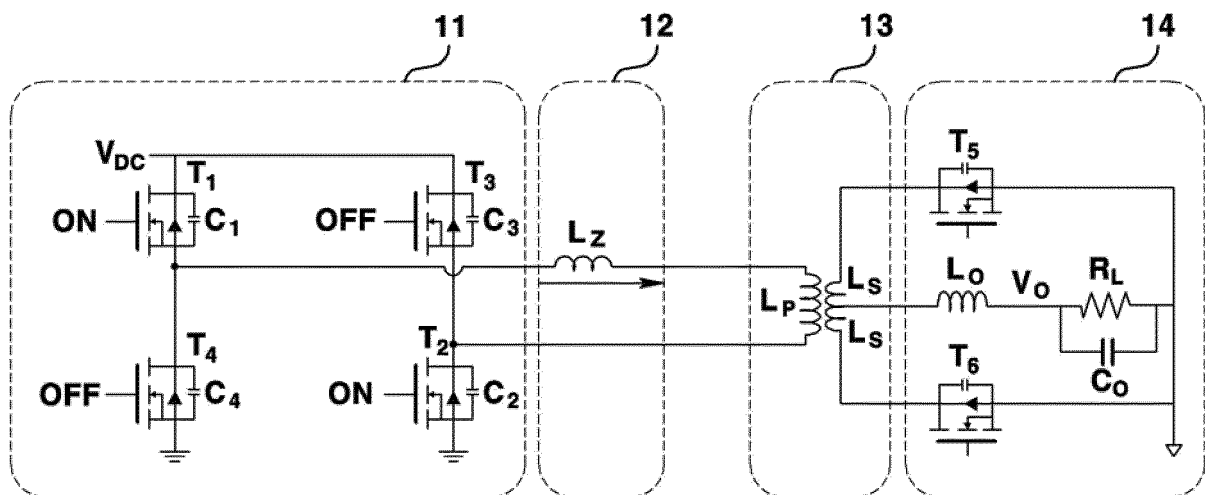 11
12
13
14
VDC
T1
T3
T5
ON
C1
OFF
C3
LZ
LS
LO
VO
RL
LP
LS
T4
T2
T6
CO
OFF
C4
ON
C2